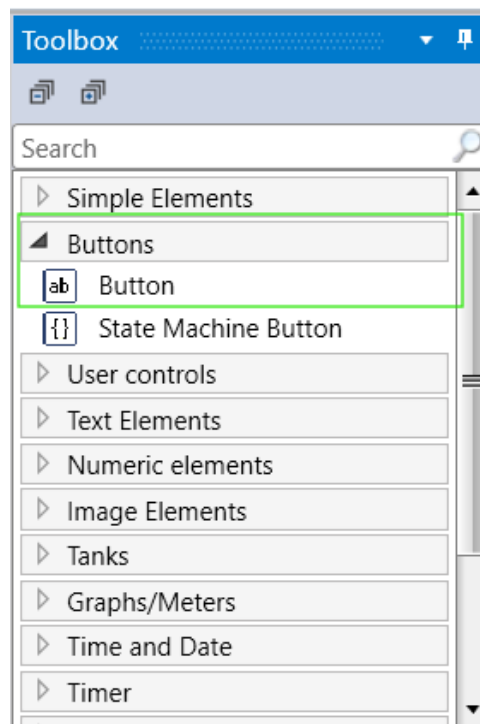 Toolbox
Search
Simple Elements
Buttons
ab Button
{} State Machine Button
User controls
Text Elements
Numeric elements
Image Elements
Tanks
Graphs/Meters
Time and Date
Timer